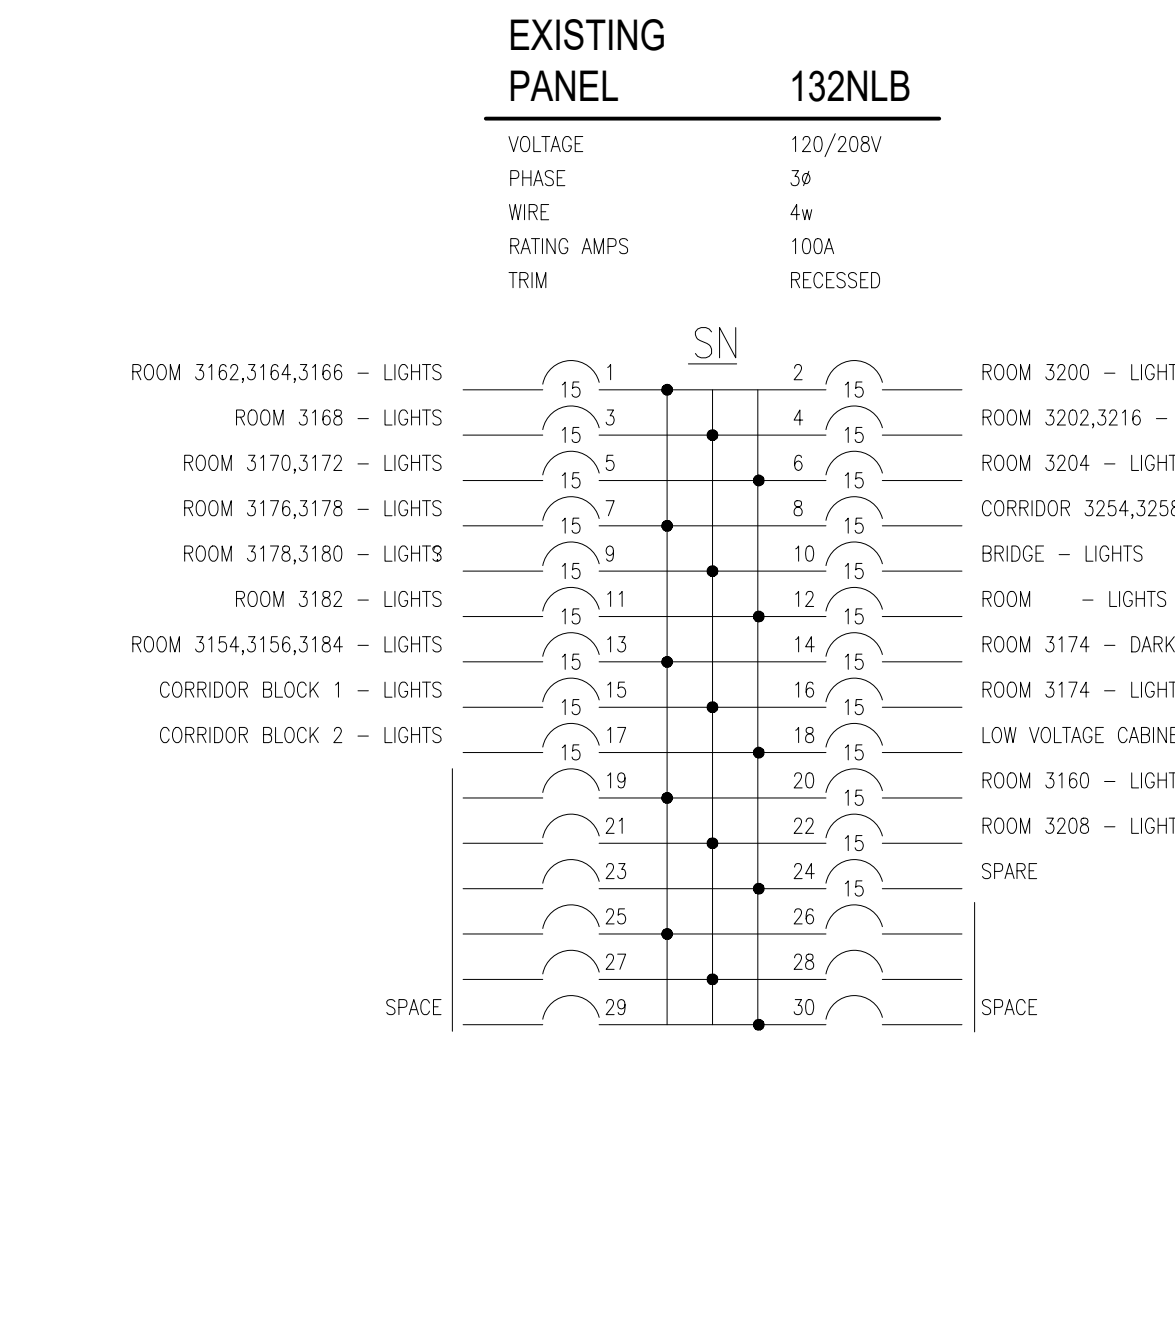 EXISTING
PANEL 132NLB
VOLTAGE 120/208V
PHASE 3ø
WIRE 4w
RATING AMPS 100A
TRIM RECESSED
SN
ROOM 3162,3164,3166 – LIGHTS 15 1 2 15 ROOM 3200 – LIGHT
ROOM 3168 – LIGHTS 15 3 4 15 ROOM 3202,3216 –
ROOM 3170,3172 – LIGHTS 15 5 6 15 ROOM 3204 – LIGHT
ROOM 3176,3178 – LIGHTS 15 7 8 15 CORRIDOR 3254,3258
ROOM 3178,3180 – LIGHTS 15 9 10 15 BRIDGE – LIGHTS
ROOM 3182 – LIGHTS 15 11 12 15 ROOM – LIGHTS
ROOM 3154,3156,3184 – LIGHTS 15 13 14 15 ROOM 3174 – DARK
CORRIDOR BLOCK 1 – LIGHTS 15 15 16 15 ROOM 3174 – LIGHT
CORRIDOR BLOCK 2 – LIGHTS 15 17 18 15 LOW VOLTAGE CABINE
19 20 15 ROOM 3160 – LIGHT
21 22 15 ROOM 3208 – LIGHT
23 24 15 SPARE
25 26
27 28
SPACE 29 30 SPACE